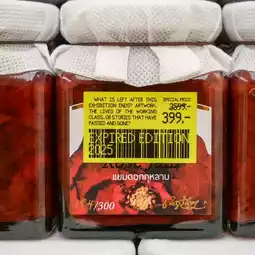 WHAT IS LEFT AFTER THIS
EXHIBITION ENDS? ARTWORK,
THE LIVES OF THE WORKING
CLASS, OR STORIES THAT HAVE
PASSED AND GONE?
SPECIAL PRICE
3599.-
399.-
EXPIRED EDITION
2025
แยมดอกกุหลาบ
/300